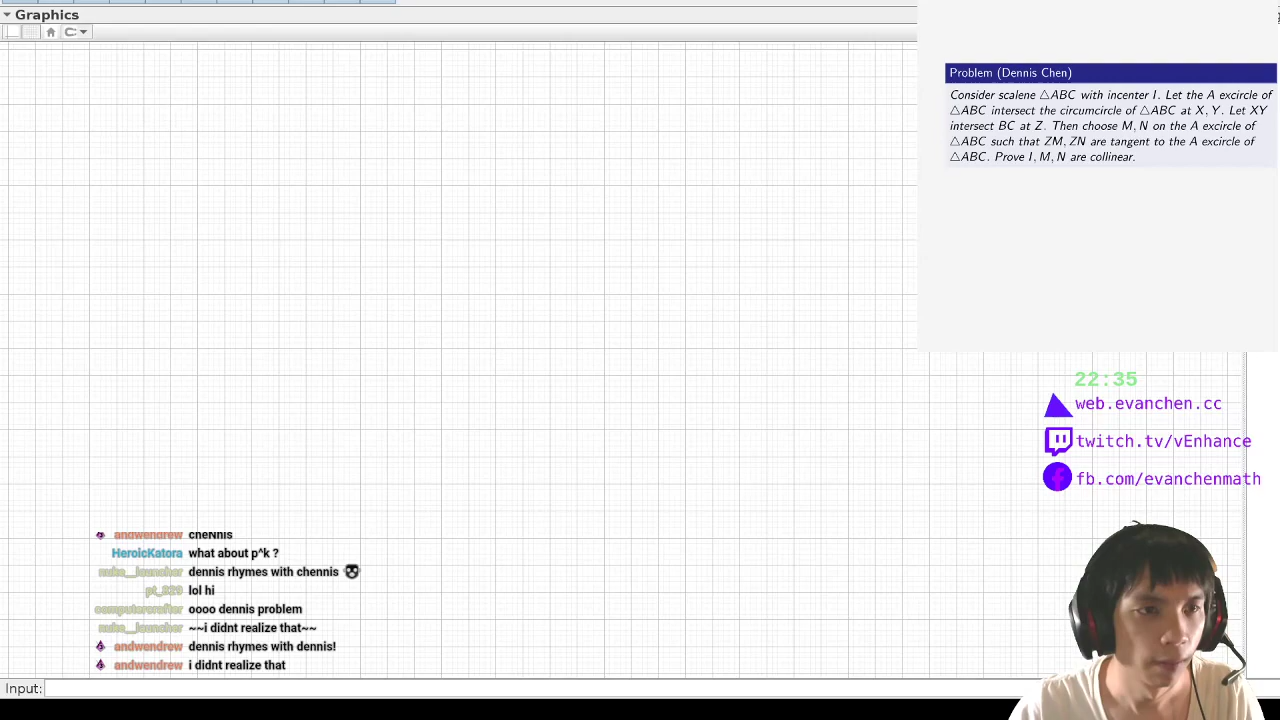 Graphics
Problem (Dennis Chen)
Consider scalene △ABC with incenter I. Let the A excircle of
△ABC intersect the circumcircle of △ABC at X, Y. Let XY
intersect BC at Z. Then choose M, N on the A excircle of
△ABC such that ZM, ZN are tangent to the A excircle of
△ABC. Prove I, M, N are collinear.
22:35
web.evanchen.cc
twitch.tv/vEnhance
fb.com/evanchenmath
andwendrew cheNnis
HeroicKatora what about p^k ?
nuke__launcher dennis rhymes with chennis
pt_329 lol hi
computercrafter oooo dennis problem
nuke__launcher ~~i didnt realize that~~
andwendrew dennis rhymes with dennis!
andwendrew i didnt realize that
Input: